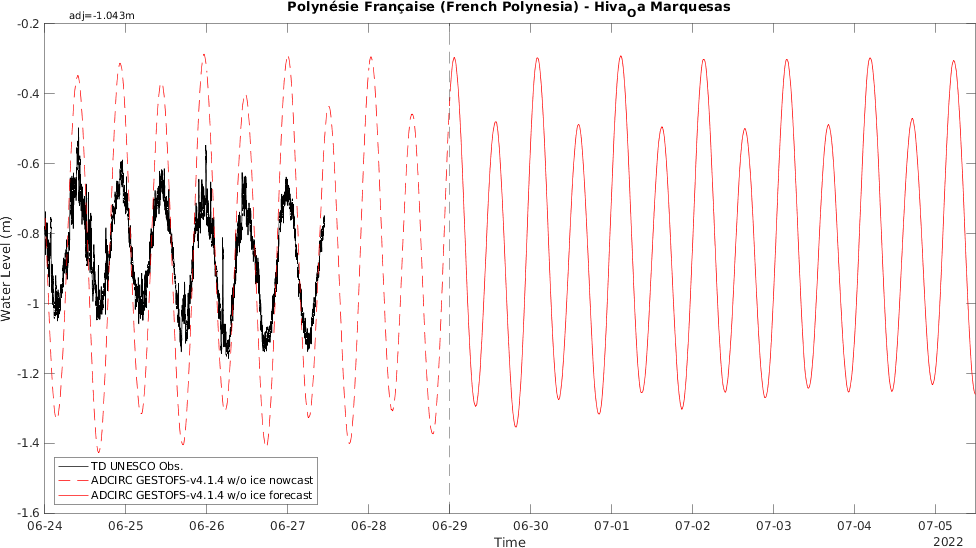 Polynésie Française (French Polynesia) - Hiva_Oa Marquesas
adj=-1.043m
-0.2
-0.4
-0.6
-0.8
-1
-1.2
-1.4
-1.6
Water Level (m)
TD UNESCO Obs.
ADCIRC GESTOFS-v4.1.4 w/o ice nowcast
ADCIRC GESTOFS-v4.1.4 w/o ice forecast
06-24 06-25 06-26 06-27 06-28 06-29 06-30 07-01 07-02 07-03 07-04 07-05
Time
2022